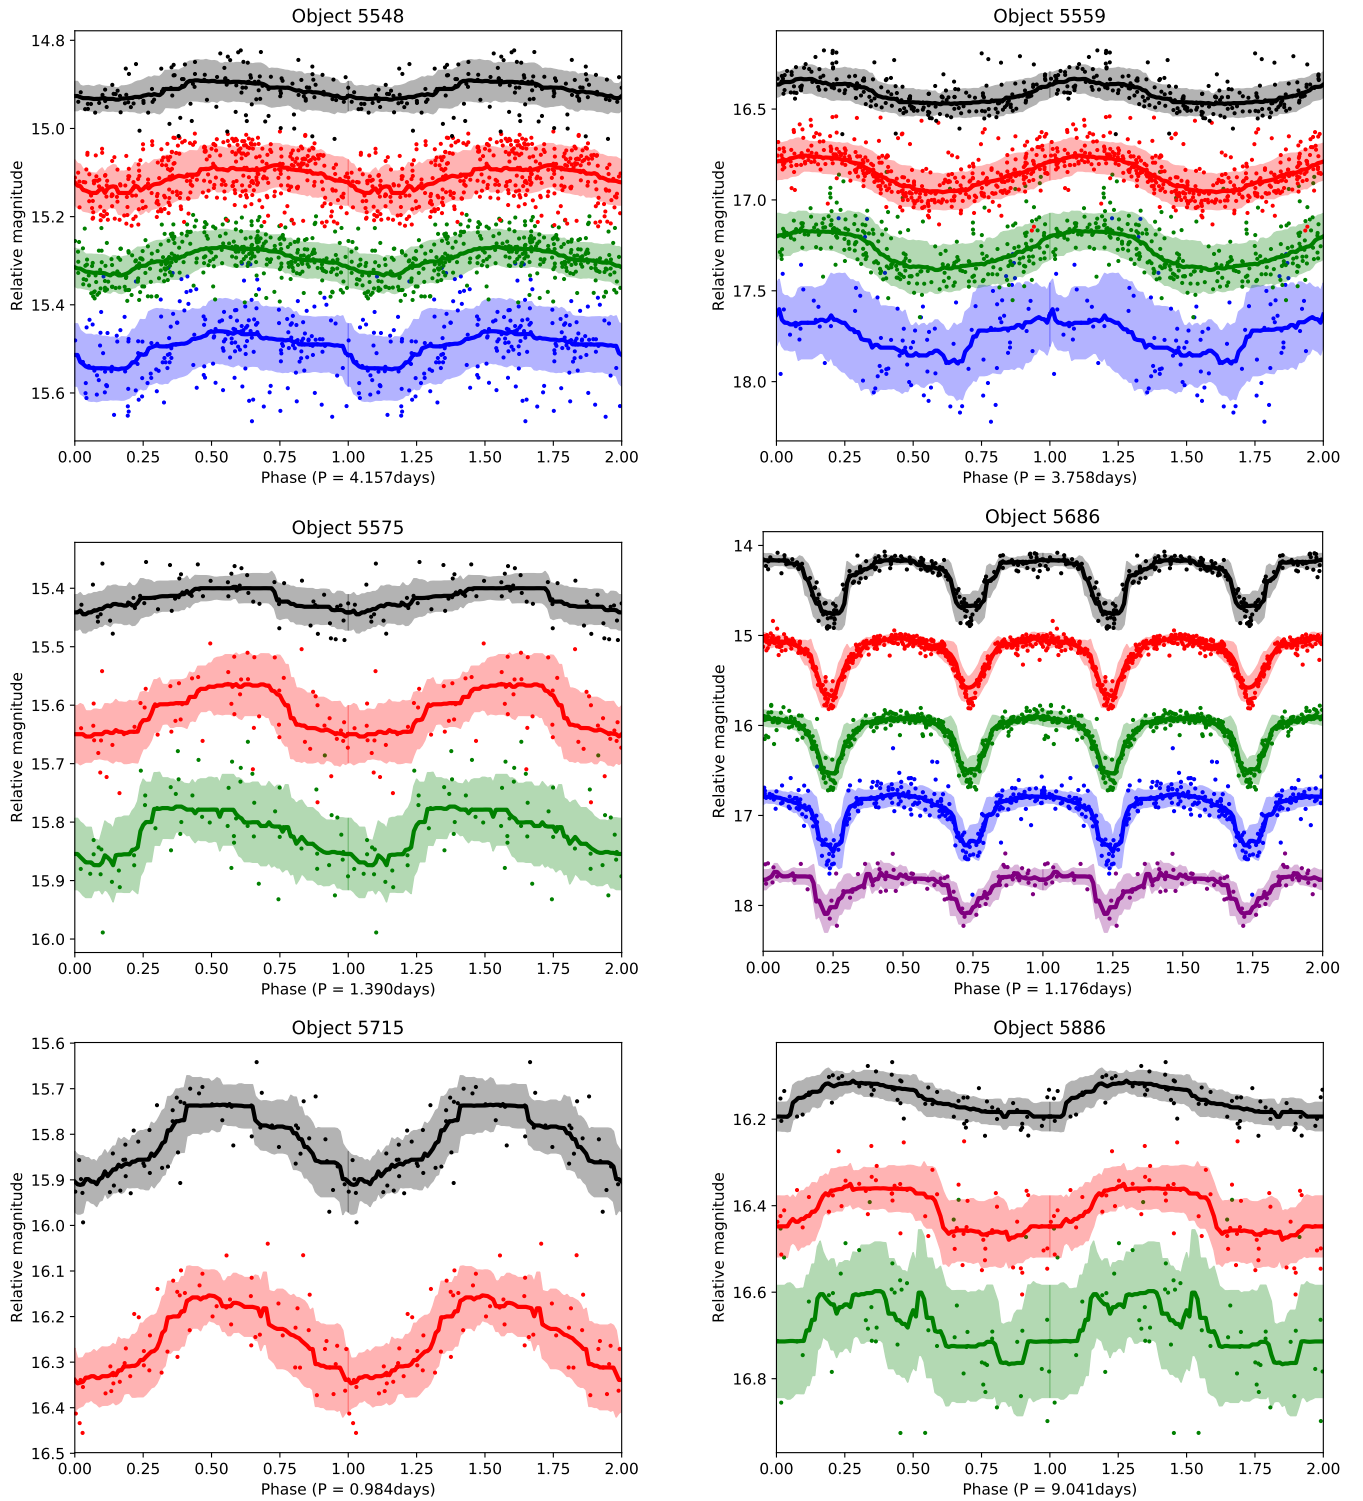 Object 5548
14.8
15.0
15.2
15.4
15.6
Relative magnitude
0.00 0.25 0.50 0.75 1.00 1.25 1.50 1.75 2.00
Phase (P = 4.157days)
Object 5559
16.5
17.0
17.5
18.0
Relative magnitude
0.00 0.25 0.50 0.75 1.00 1.25 1.50 1.75 2.00
Phase (P = 3.758days)
Object 5575
15.4
15.5
15.6
15.7
15.8
15.9
16.0
Relative magnitude
0.00 0.25 0.50 0.75 1.00 1.25 1.50 1.75 2.00
Phase (P = 1.390days)
Object 5686
14
15
16
17
18
Relative magnitude
0.00 0.25 0.50 0.75 1.00 1.25 1.50 1.75 2.00
Phase (P = 1.176days)
Object 5715
15.6
15.7
15.8
15.9
16.0
16.1
16.2
16.3
16.4
16.5
Relative magnitude
0.00 0.25 0.50 0.75 1.00 1.25 1.50 1.75 2.00
Phase (P = 0.984days)
Object 5886
16.2
16.4
16.6
16.8
Relative magnitude
0.00 0.25 0.50 0.75 1.00 1.25 1.50 1.75 2.00
Phase (P = 9.041days)